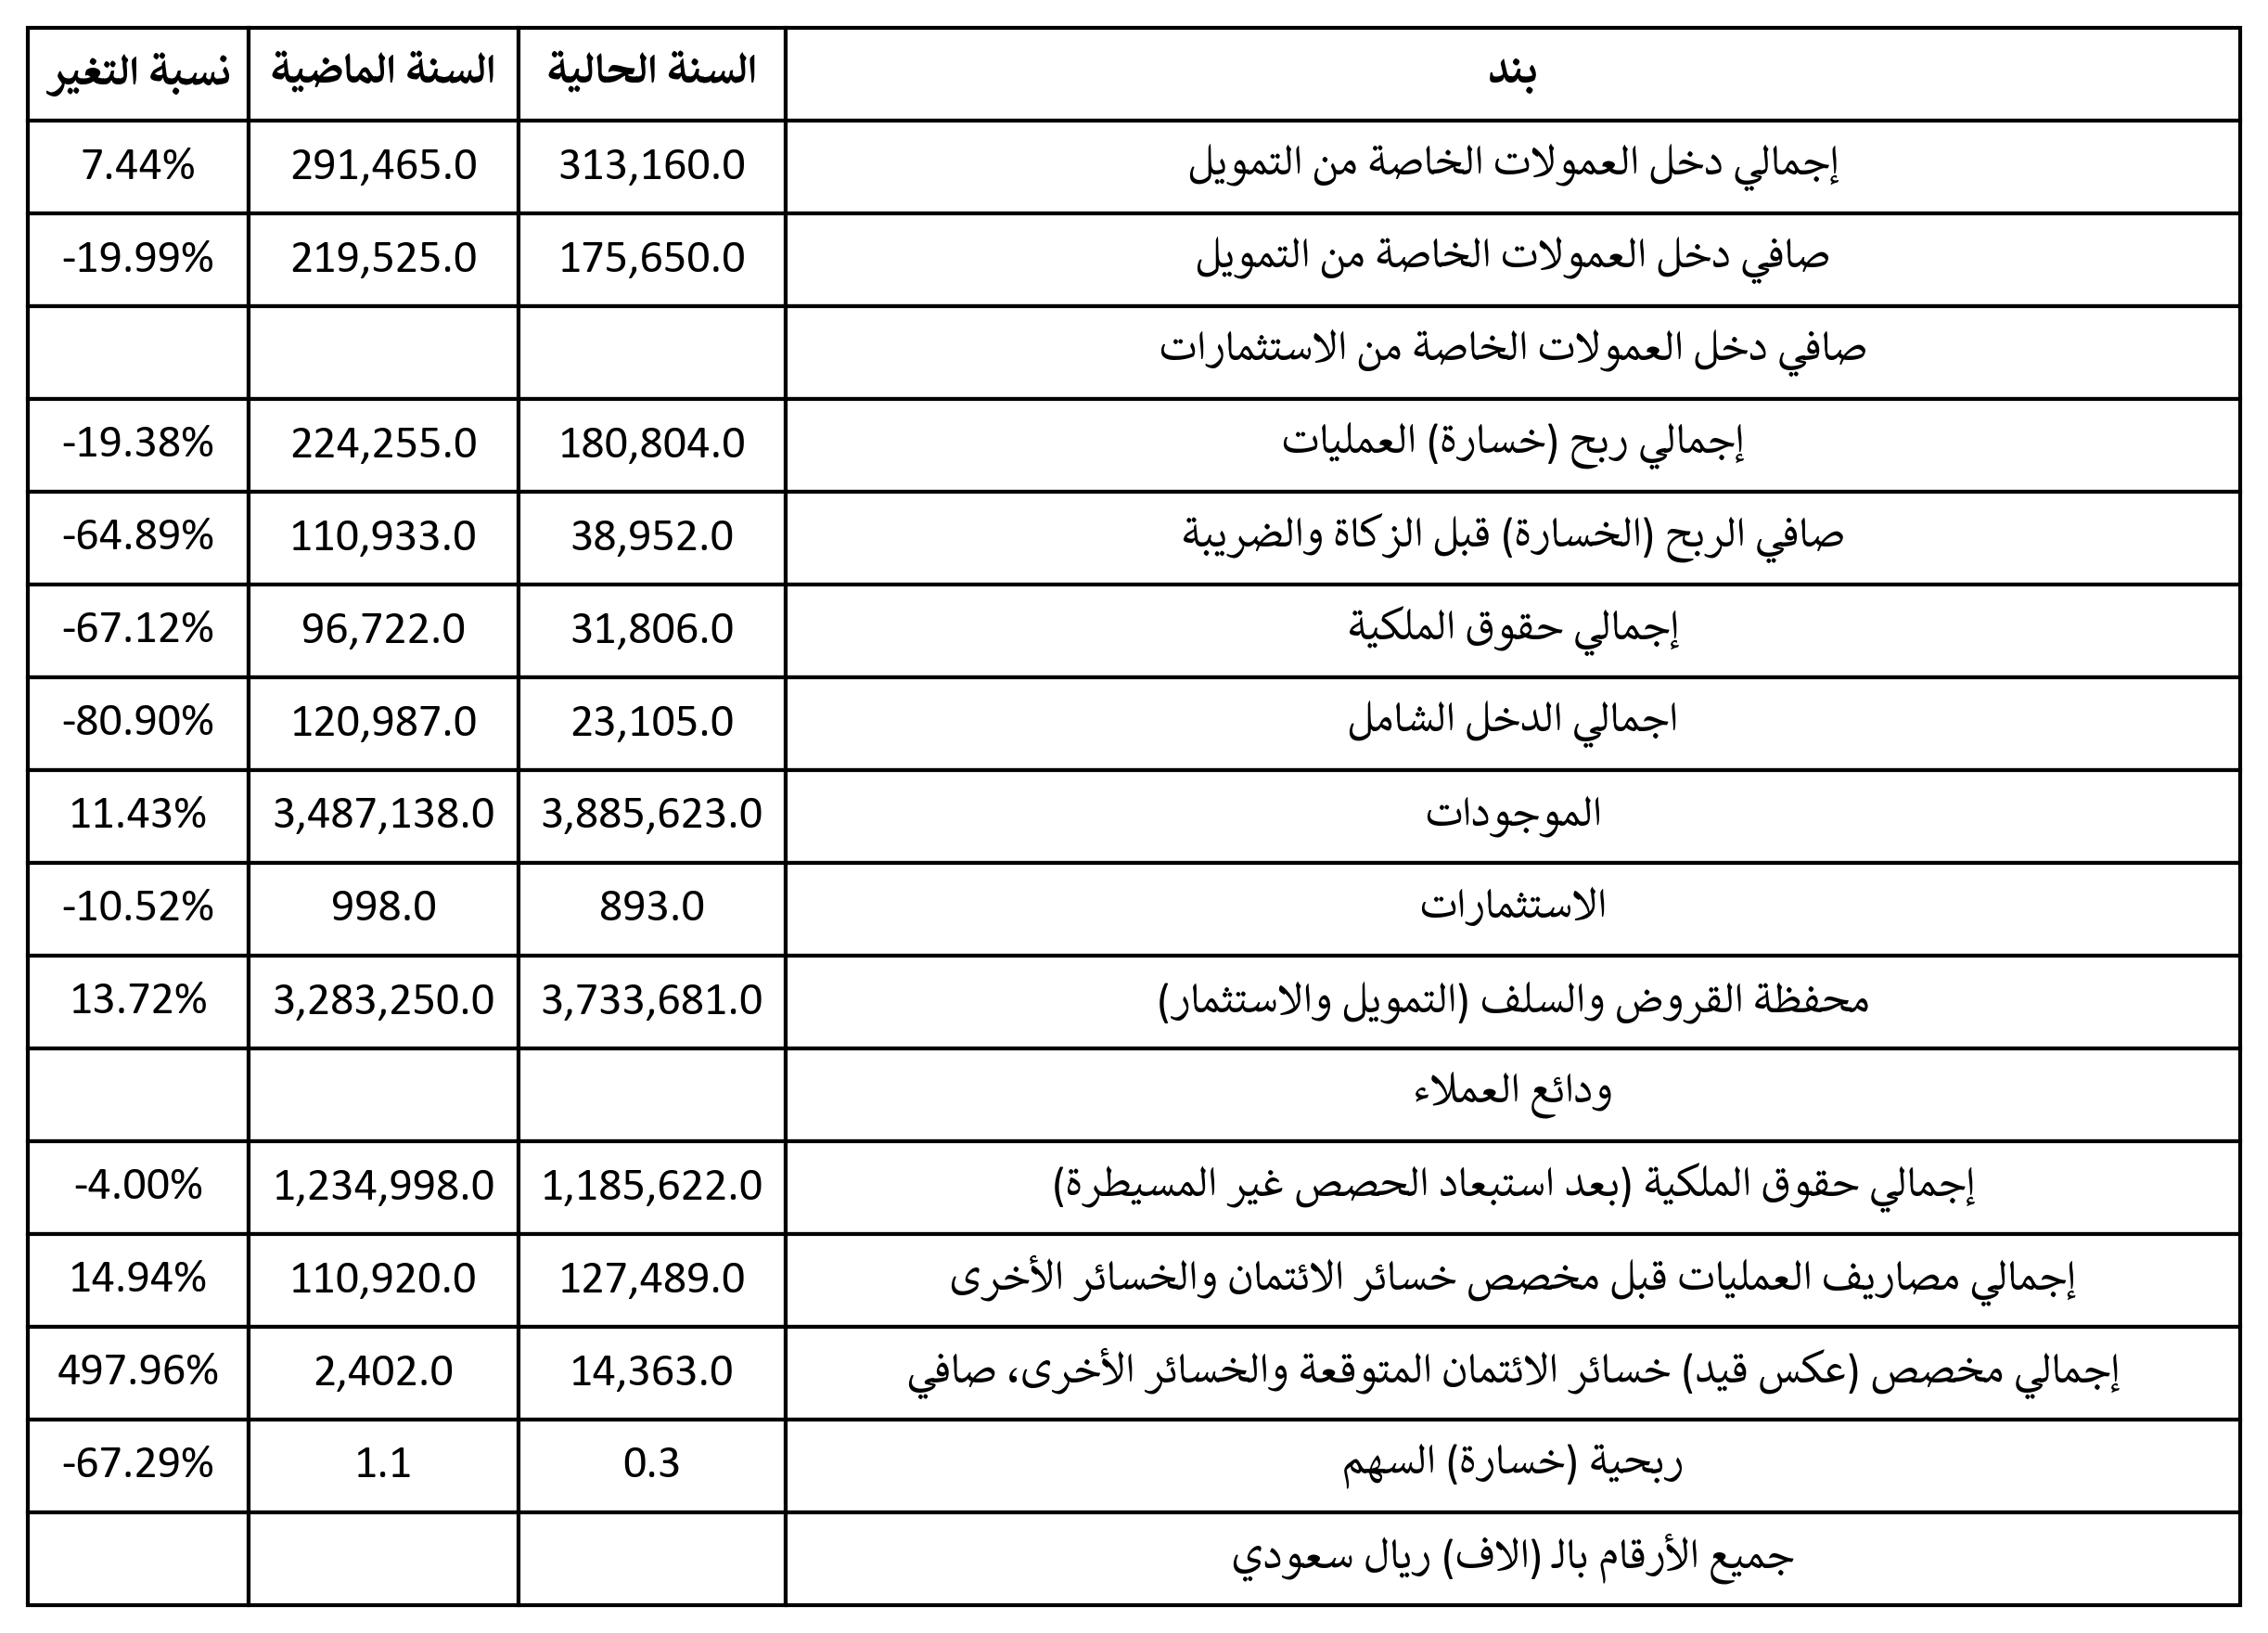 بند السنة الحالية السنة الماضية نسبة التغير
إجمالي دخل العمولات الخاصة من التمويل 313,160.0 291,465.0 7.44%
صافي دخل العمولات الخاصة من التمويل 175,650.0 219,525.0 -19.99%
صافي دخل العمولات الخاصة من الاستثمارات
إجمالي ربح (خسارة) العمليات 180,804.0 224,255.0 -19.38%
صافي الربح (الخسارة) قبل الزكاة والضريبة 38,952.0 110,933.0 -64.89%
إجمالي حقوق الملكية 31,806.0 96,722.0 -67.12%
اجمالي الدخل الشامل 23,105.0 120,987.0 -80.90%
الموجودات 3,885,623.0 3,487,138.0 11.43%
الاستثمارات 893.0 998.0 -10.52%
محفظة القروض والسلف (التمويل والاستثمار) 3,733,681.0 3,283,250.0 13.72%
ودائع العملاء
إجمالي حقوق الملكية (بعد استبعاد الحصص غير المسيطرة) 1,185,622.0 1,234,998.0 -4.00%
إجمالي مصاريف العمليات قبل مخصص خسائر الائتمان والخسائر الأخرى 127,489.0 110,920.0 14.94%
إجمالي مخصص (عكس قيد) خسائر الائتمان المتوقعة والخسائر الأخرى، صافي 14,363.0 2,402.0 497.96%
ربحية (خسارة) السهم 0.3 1.1 -67.29%
جميع الأرقام بالـ (الاف) ريال سعودي